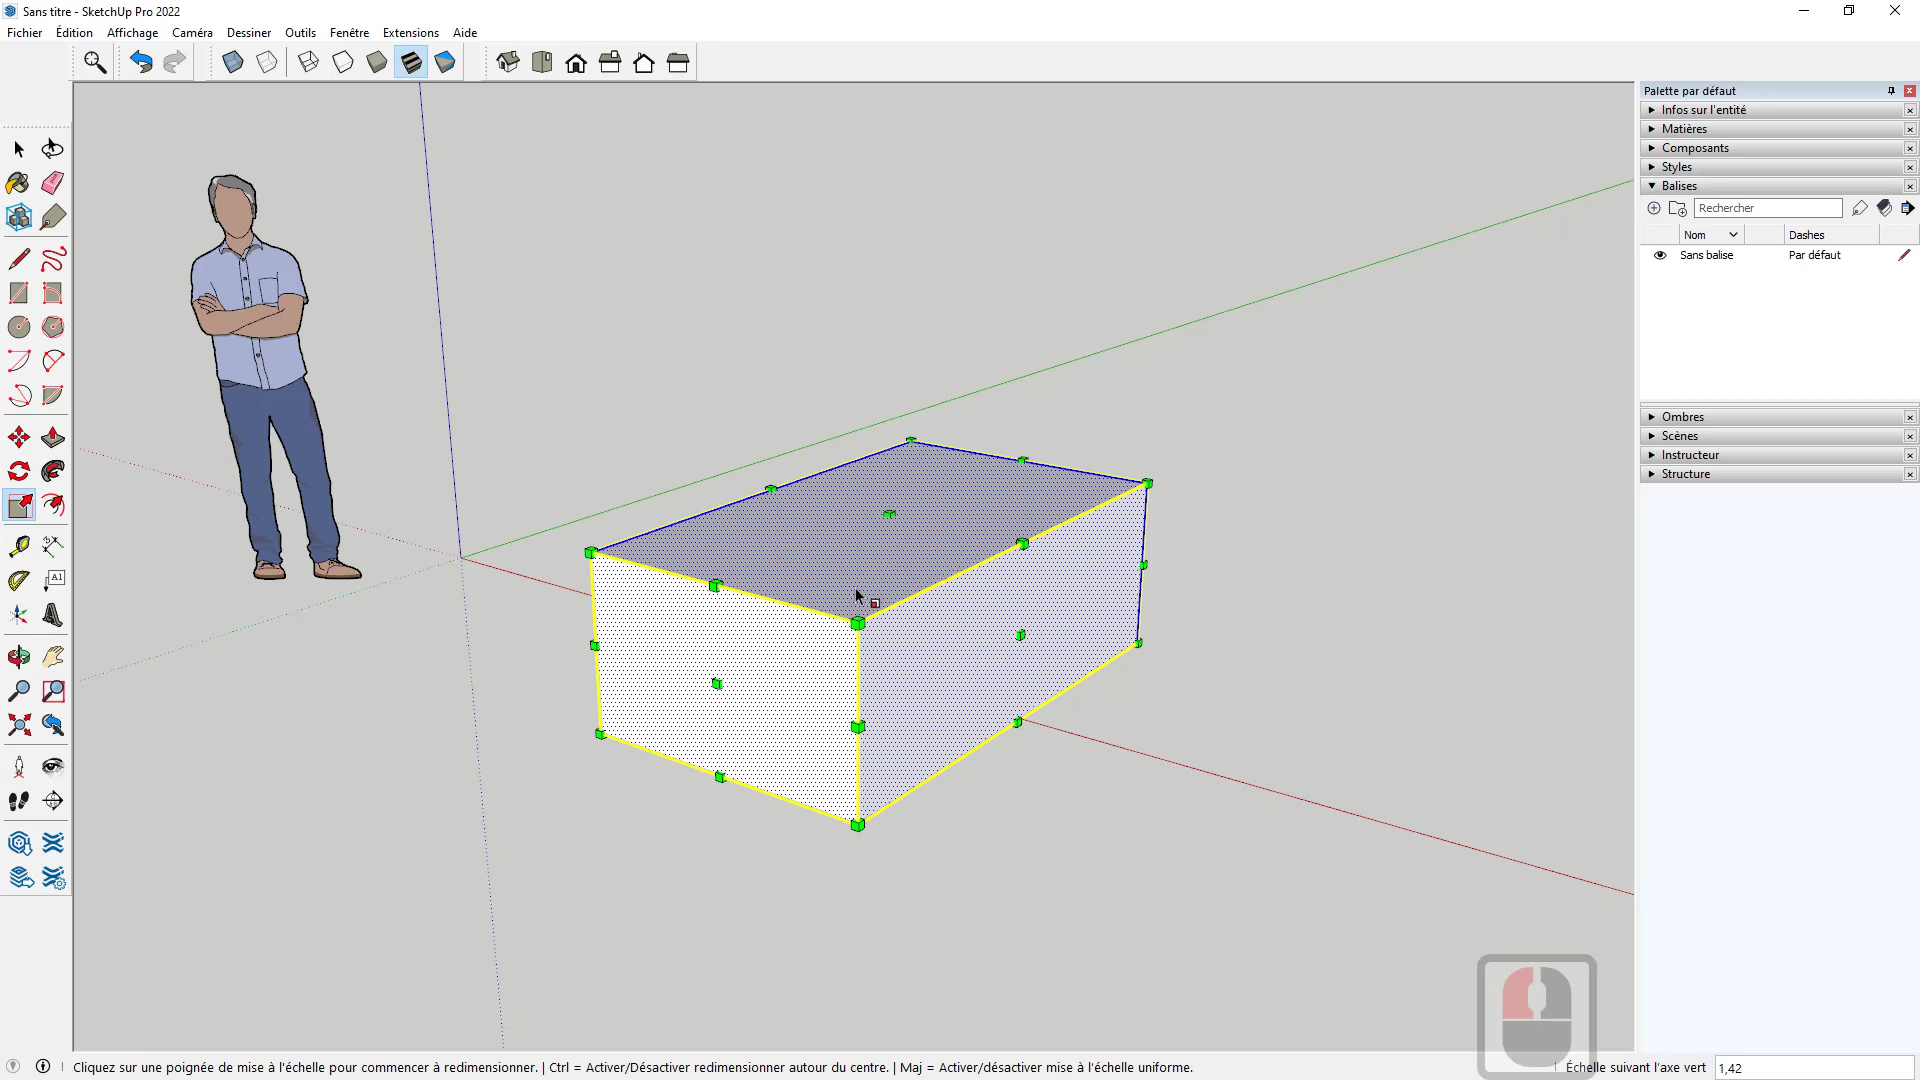 Sans titre - SketchUp Pro 2022
Fichier Édition Affichage Caméra Dessiner Outils Fenêtre Extensions Aide
Palette par défaut
Infos sur l'entité
Matières
Composants
Styles
Balises
Rechercher
Nom Dashes
Sans balise Par défaut
Ombres
Scènes
Instructeur
Structure
A1
Cliquez sur une poignée de mise à l'échelle pour commencer à redimensionner. | Ctrl = Activer/Désactiver redimensionner autour du centre. | Maj = Activer/désactiver mise à l'échelle uniforme.
Échelle suivant l'axe vert 1,42